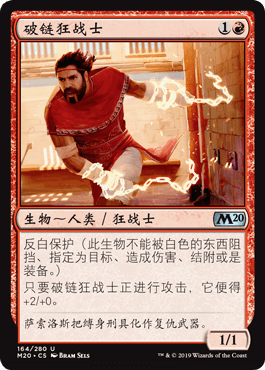 破链狂战士 1
生物～人类 / 狂战士 M20
反白保护（此生物不能被白色的东西阻
挡、指定为目标、造成伤害、结附或是
装备。）
只要破链狂战士正进行攻击，它便得
+2/+0。
萨索洛斯把缚身刑具化作复仇武器。
1/1
164/280 U
M20 • CS BRAM SELS
™ & © 2019 Wizards of the Coast